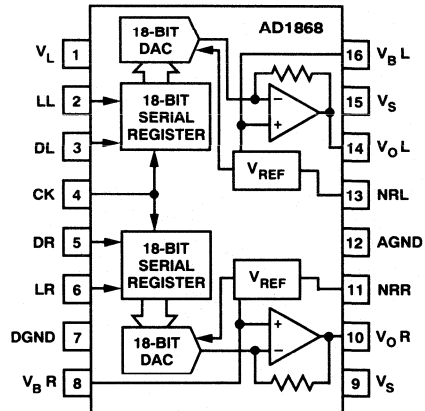 AD1868
18-BIT
DAC
V_L 1
16 V_B L
LL 2
18-BIT
SERIAL
REGISTER
15 V_S
DL 3
14 V_O L
V_REF
CK 4
13 NRL
DR 5
18-BIT
SERIAL
REGISTER
12 AGND
LR 6
V_REF
11 NRR
DGND 7
18-BIT
DAC
10 V_O R
V_B R 8
9 V_S
−
+
+
−